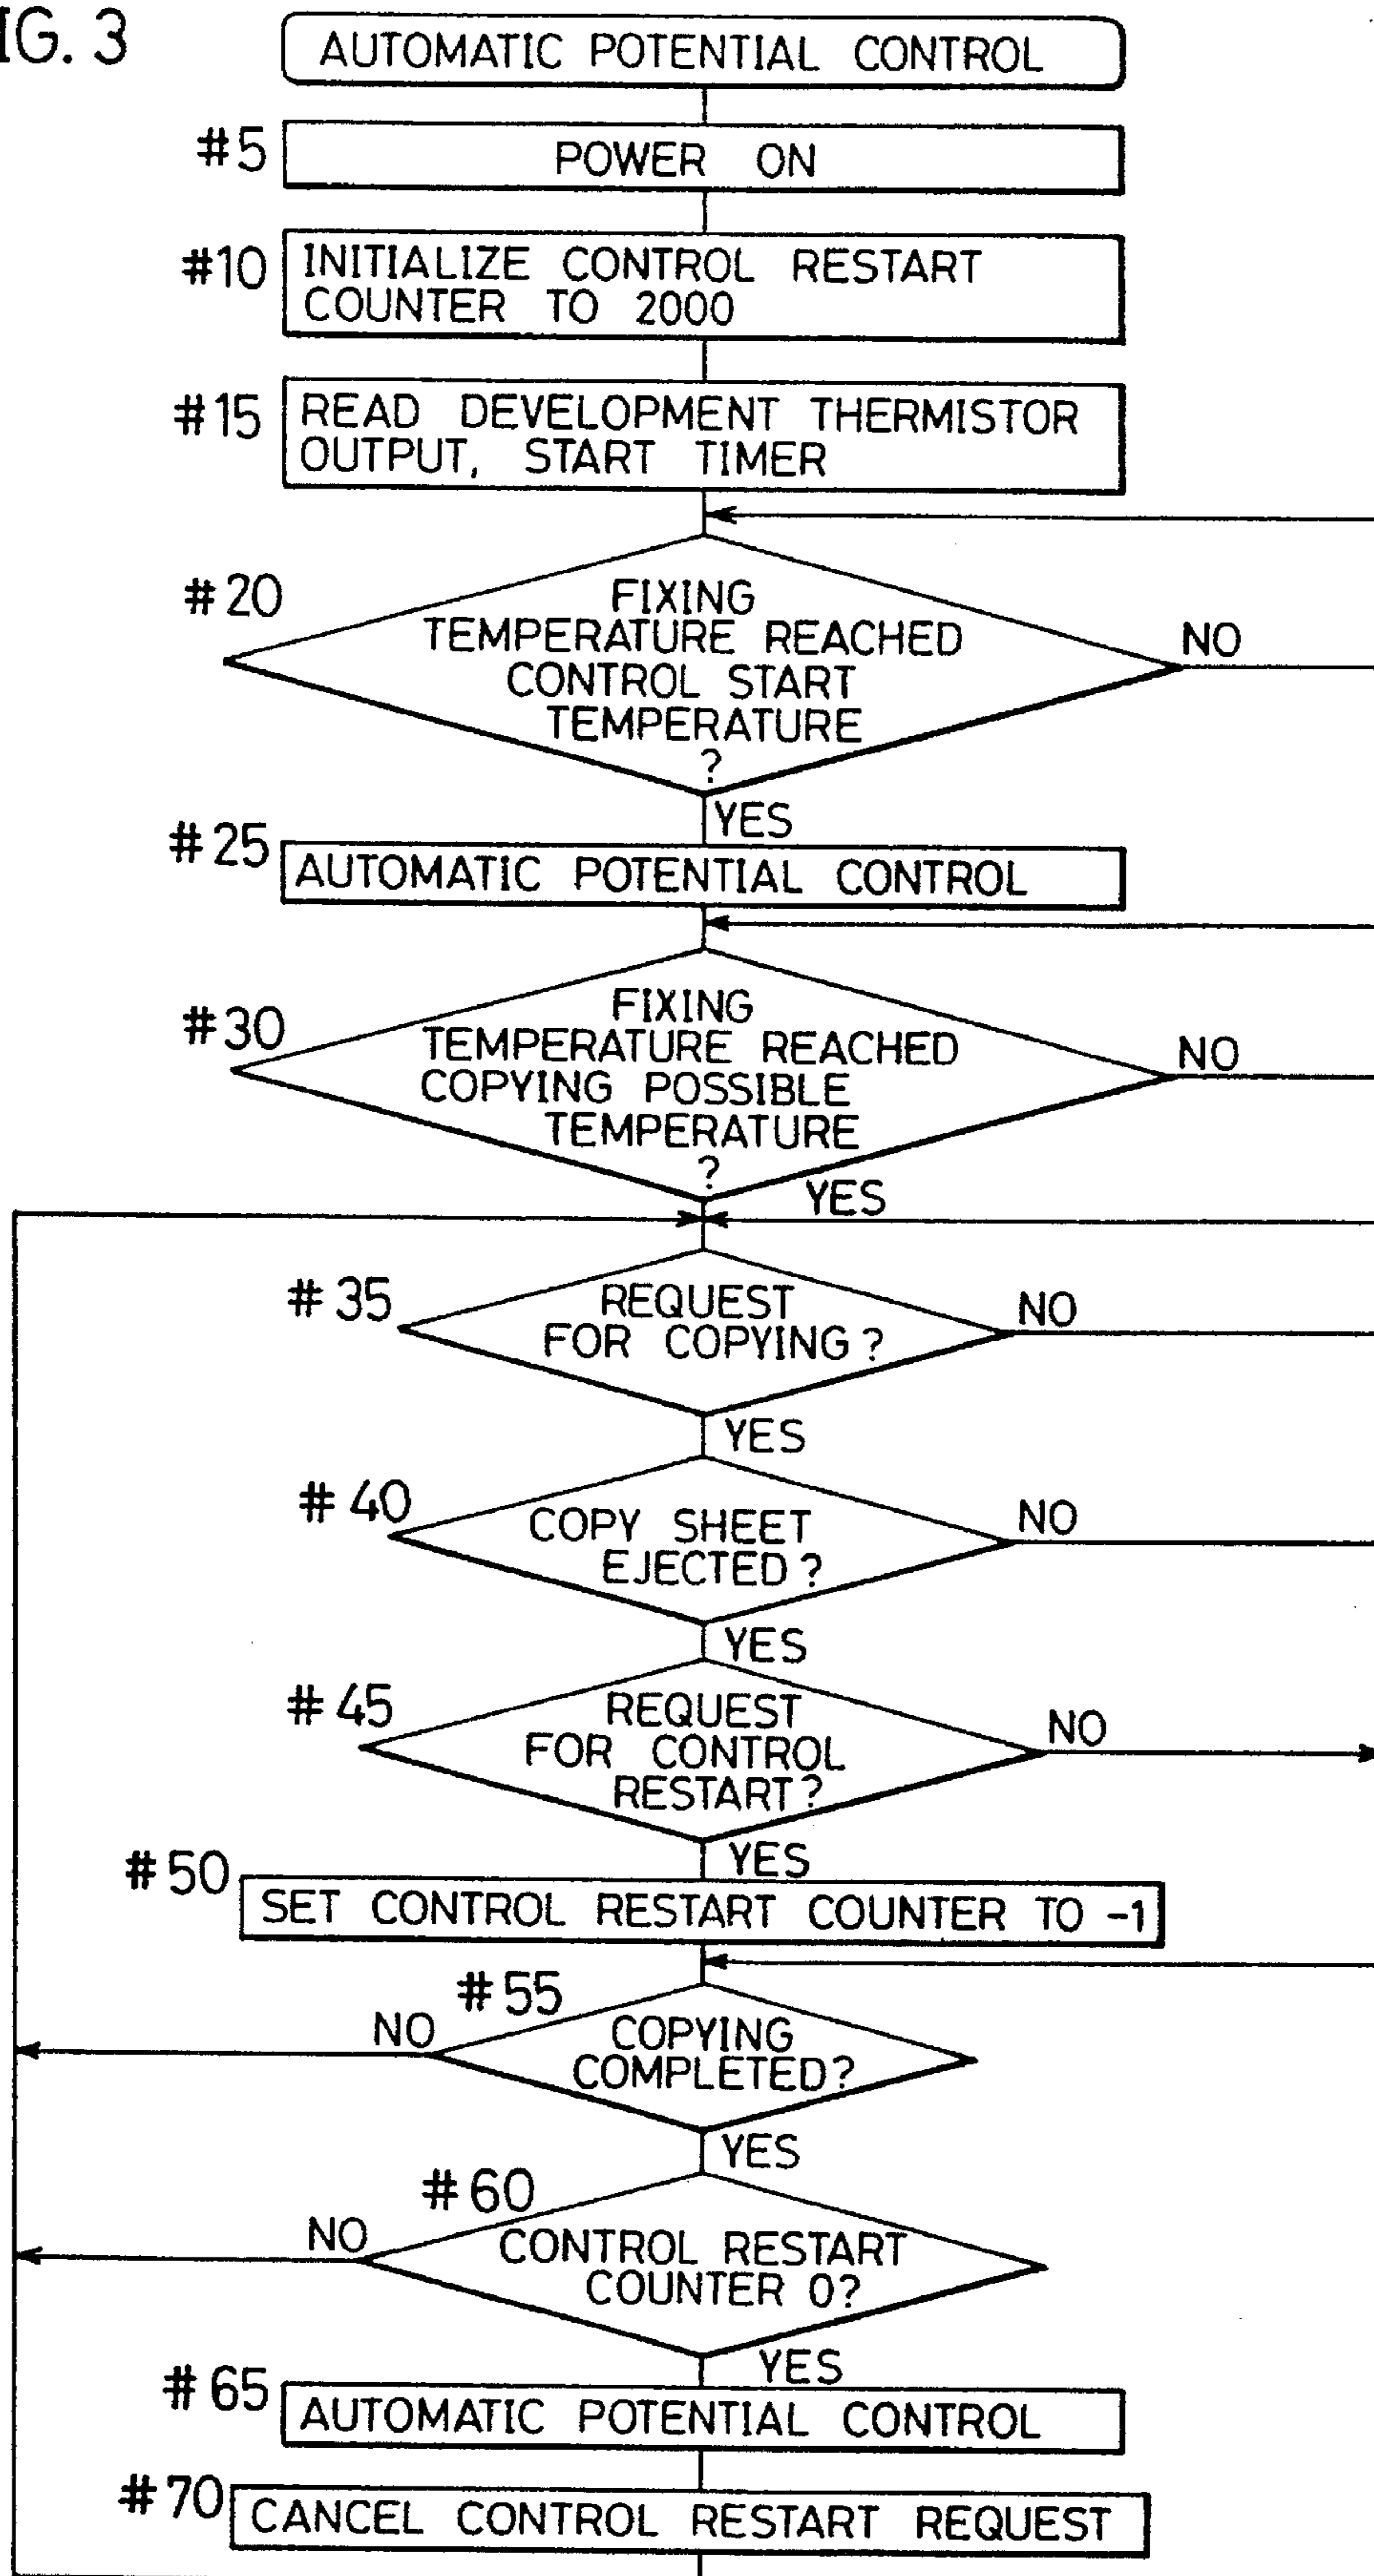 IG. 3
AUTOMATIC POTENTIAL CONTROL
#5
POWER ON
#10
INITIALIZE CONTROL RESTART
COUNTER TO 2000
#15
READ DEVELOPMENT THERMISTOR
OUTPUT, START TIMER
#20
FIXING
TEMPERATURE REACHED
CONTROL START
TEMPERATURE
?
NO
YES
#25
AUTOMATIC POTENTIAL CONTROL
#30
FIXING
TEMPERATURE REACHED
COPYING POSSIBLE
TEMPERATURE
?
NO
YES
#35
REQUEST
FOR COPYING?
NO
YES
#40
COPY SHEET
EJECTED?
NO
YES
#45
REQUEST
FOR CONTROL
RESTART?
NO
YES
#50
SET CONTROL RESTART COUNTER TO -1
#55
NO
COPYING
COMPLETED?
YES
#60
NO
CONTROL RESTART
COUNTER 0?
YES
#65
AUTOMATIC POTENTIAL CONTROL
#70
CANCEL CONTROL RESTART REQUEST